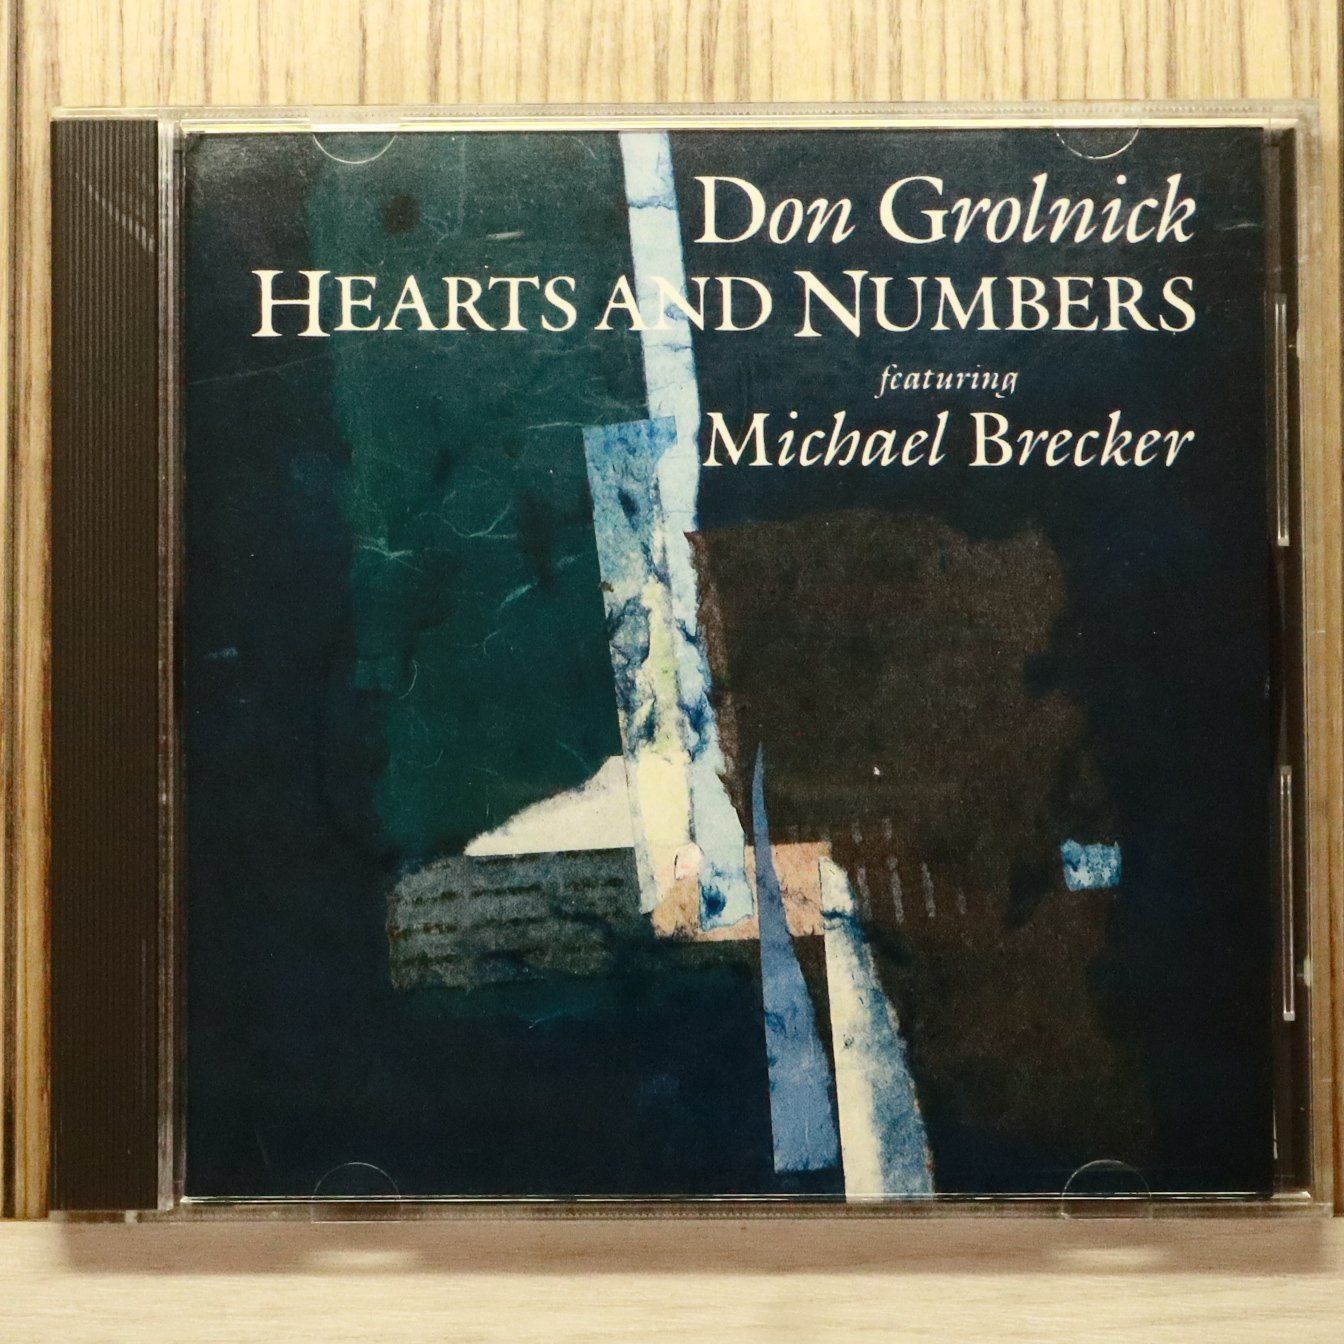 Don Grolnick
HEARTS AND NUMBERS
featuring
Michael Brecker